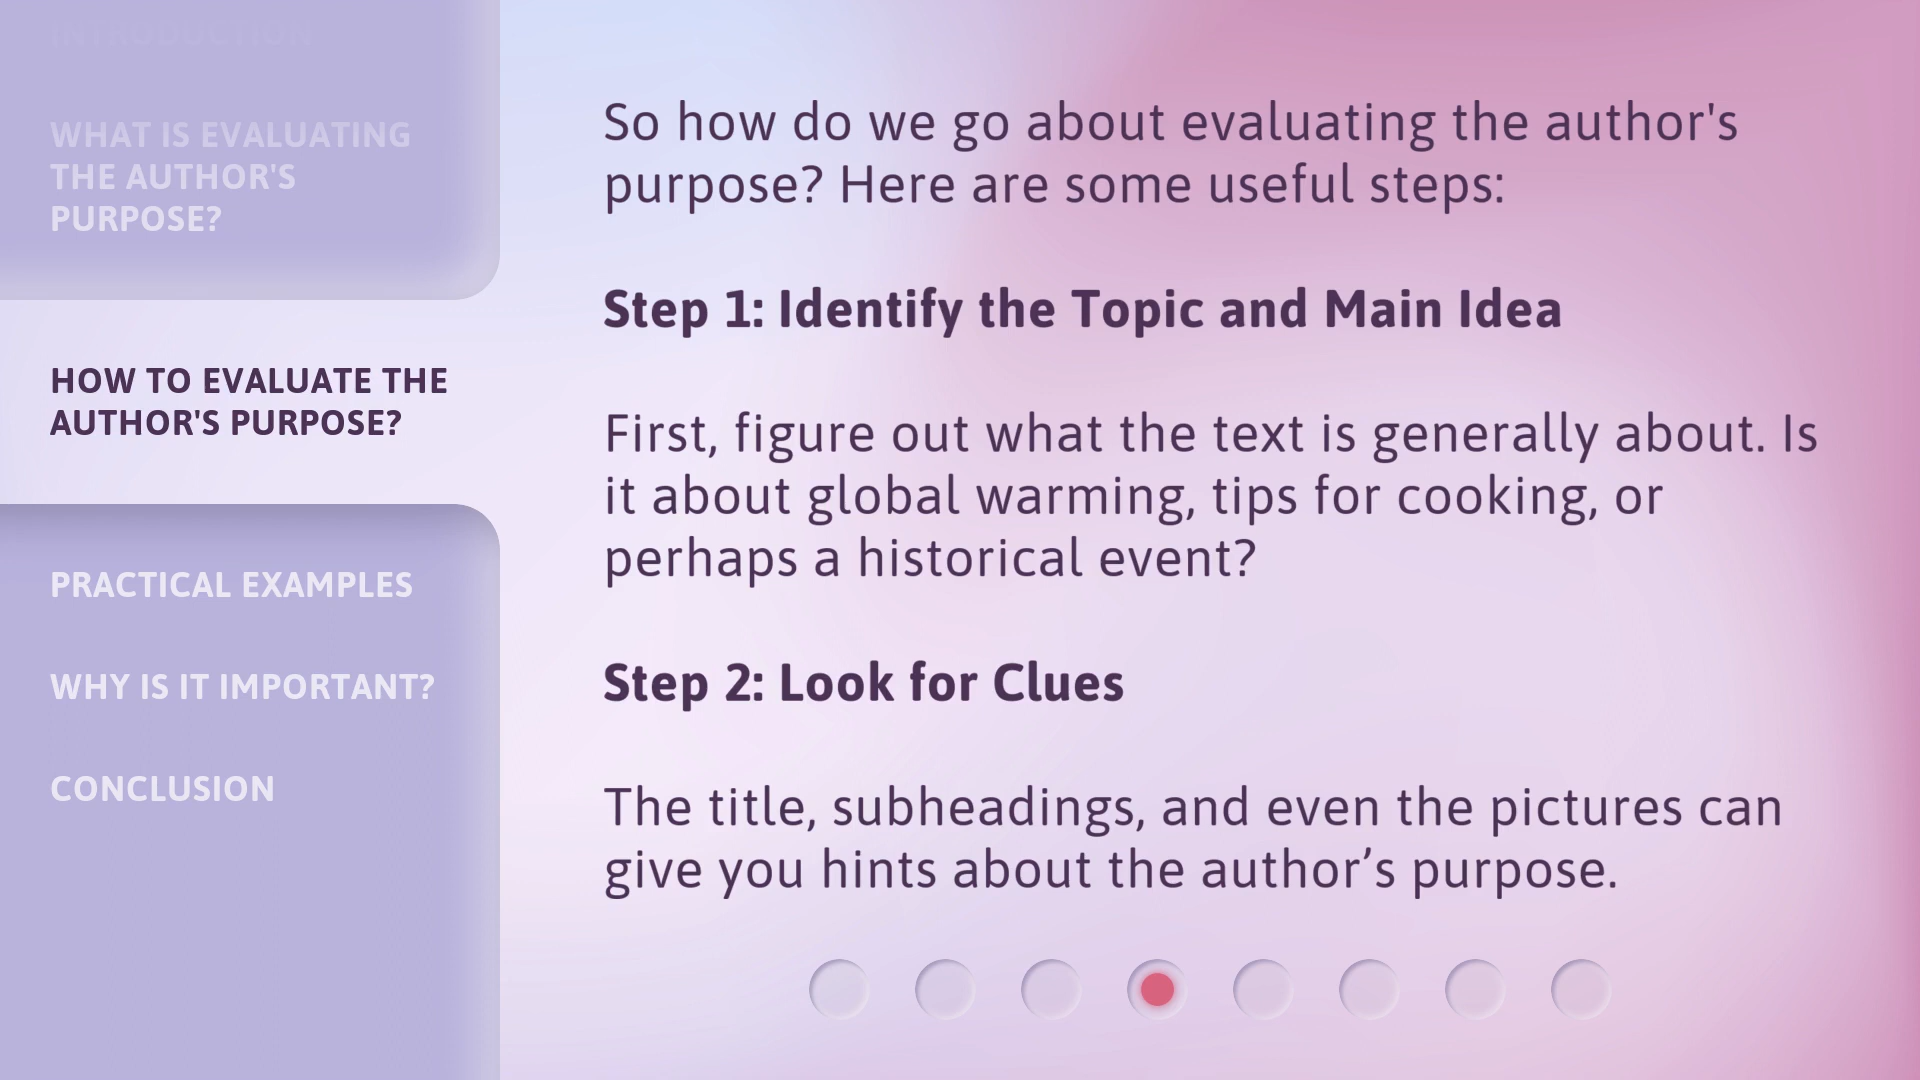 INTRODUCTION
WHAT IS EVALUATING
THE AUTHOR'S
PURPOSE?
HOW TO EVALUATE THE
AUTHOR'S PURPOSE?
PRACTICAL EXAMPLES
WHY IS IT IMPORTANT?
CONCLUSION
So how do we go about evaluating the author's
purpose? Here are some useful steps:
Step 1: Identify the Topic and Main Idea
First, figure out what the text is generally about. Is
it about global warming, tips for cooking, or
perhaps a historical event?
Step 2: Look for Clues
The title, subheadings, and even the pictures can
give you hints about the author’s purpose.